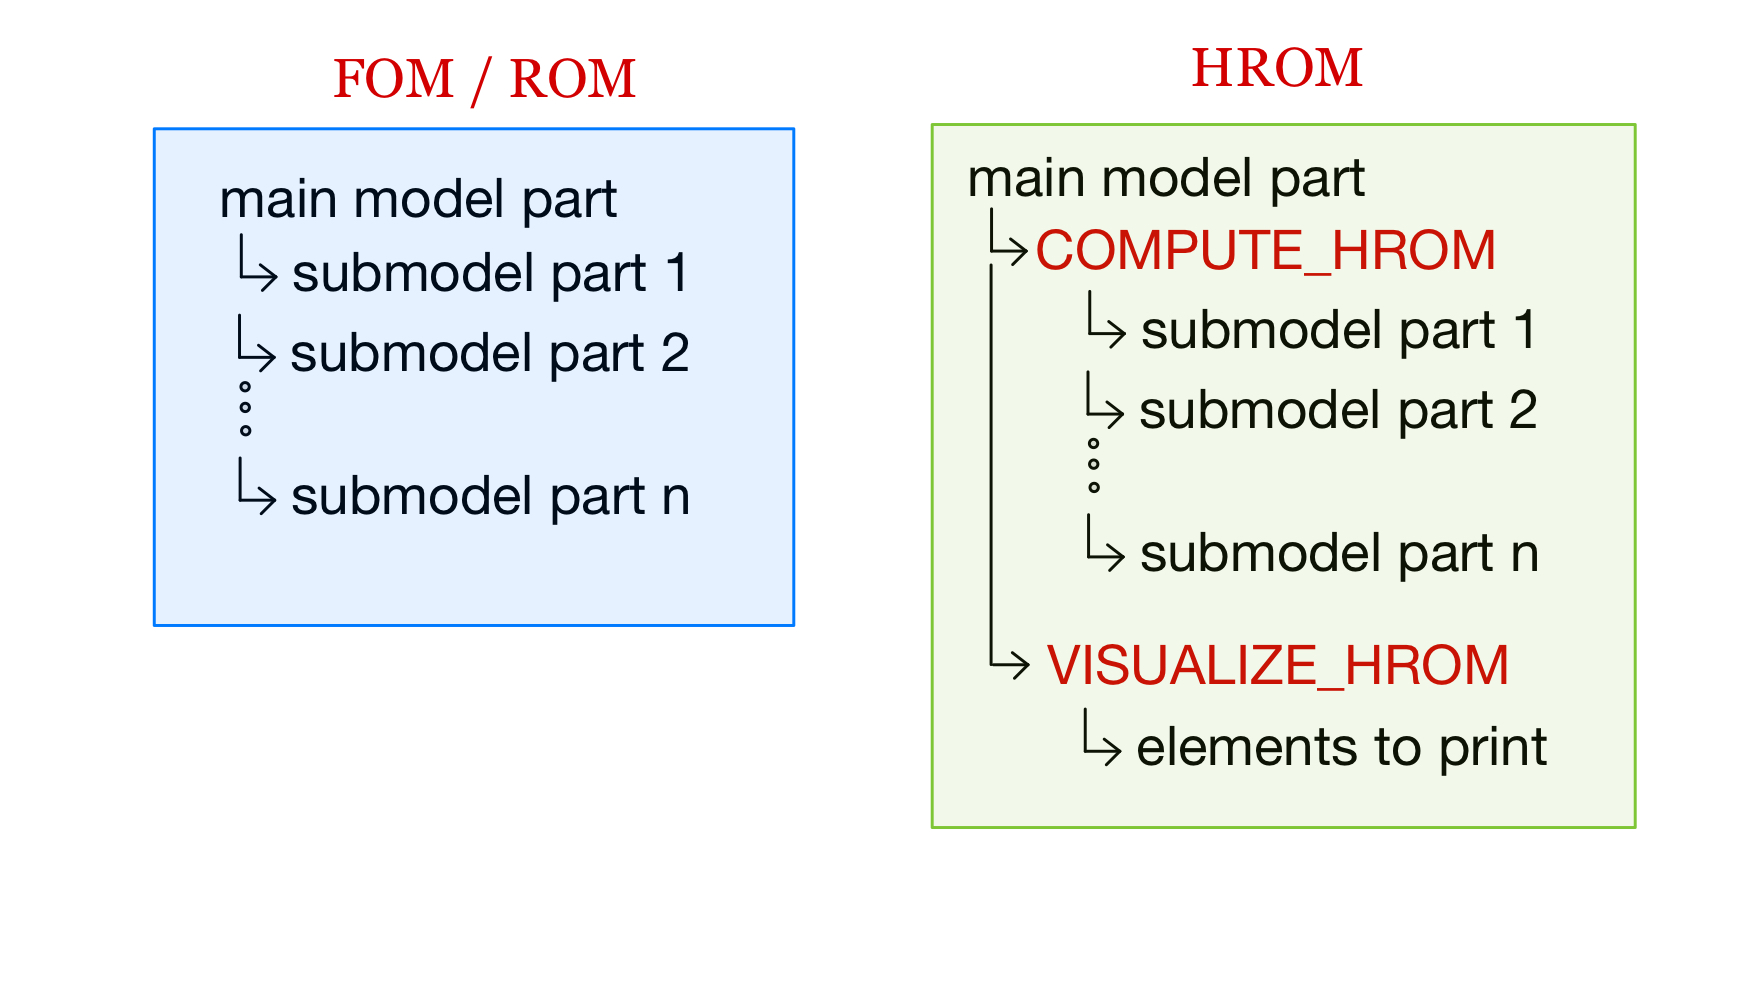 FOM / ROM
main model part
submodel part 1
submodel part 2
submodel part n
HROM
main model part
COMPUTE_HROM
submodel part 1
submodel part 2
submodel part n
VISUALIZE_HROM
elements to print